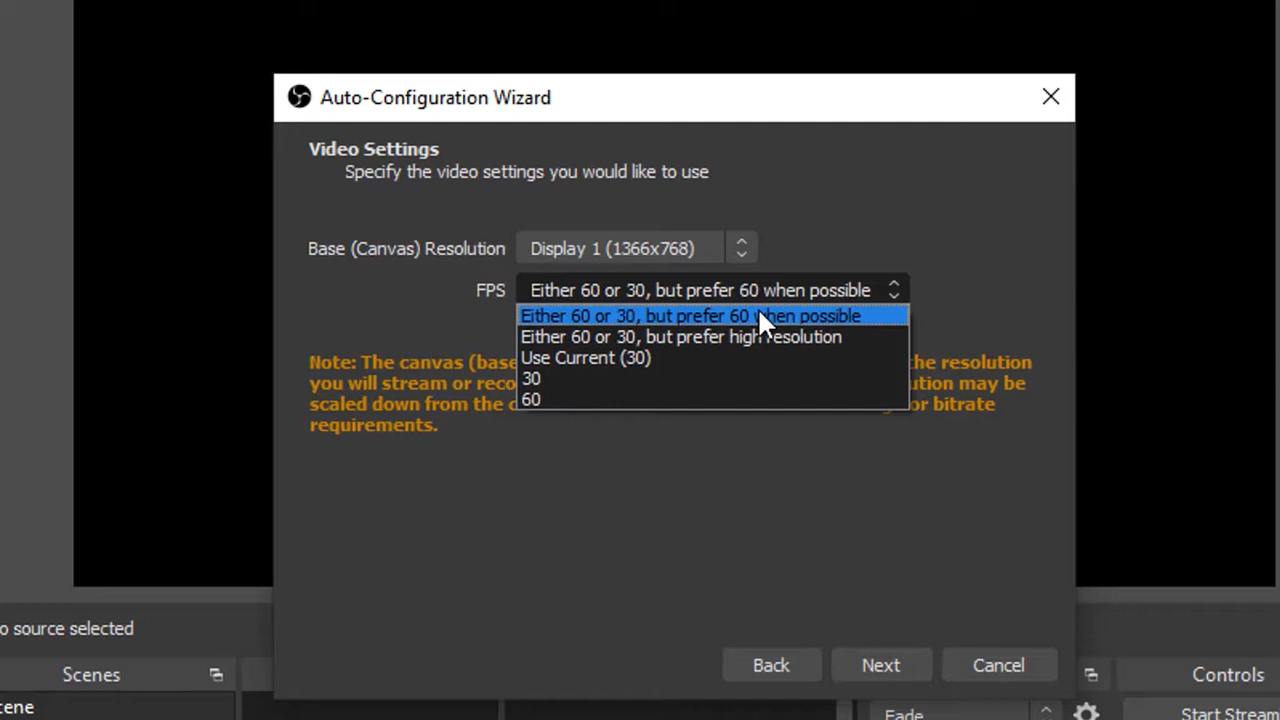 Auto-Configuration Wizard
Video Settings
Specify the video settings you would like to use
Base (Canvas) Resolution Display 1 (1366x768)
FPS Either 60 or 30, but prefer 60 when possible
Either 60 or 30, but prefer 60 when possible
Either 60 or 30, but prefer high resolution
Use Current (30)
30
60
Note: The canvas (base the resolution
you will stream or reco ution may be
scaled down from the c or bitrate
requirements.
Back Next Cancel
o source selected
Scenes Controls
cene
Fade Start Stream